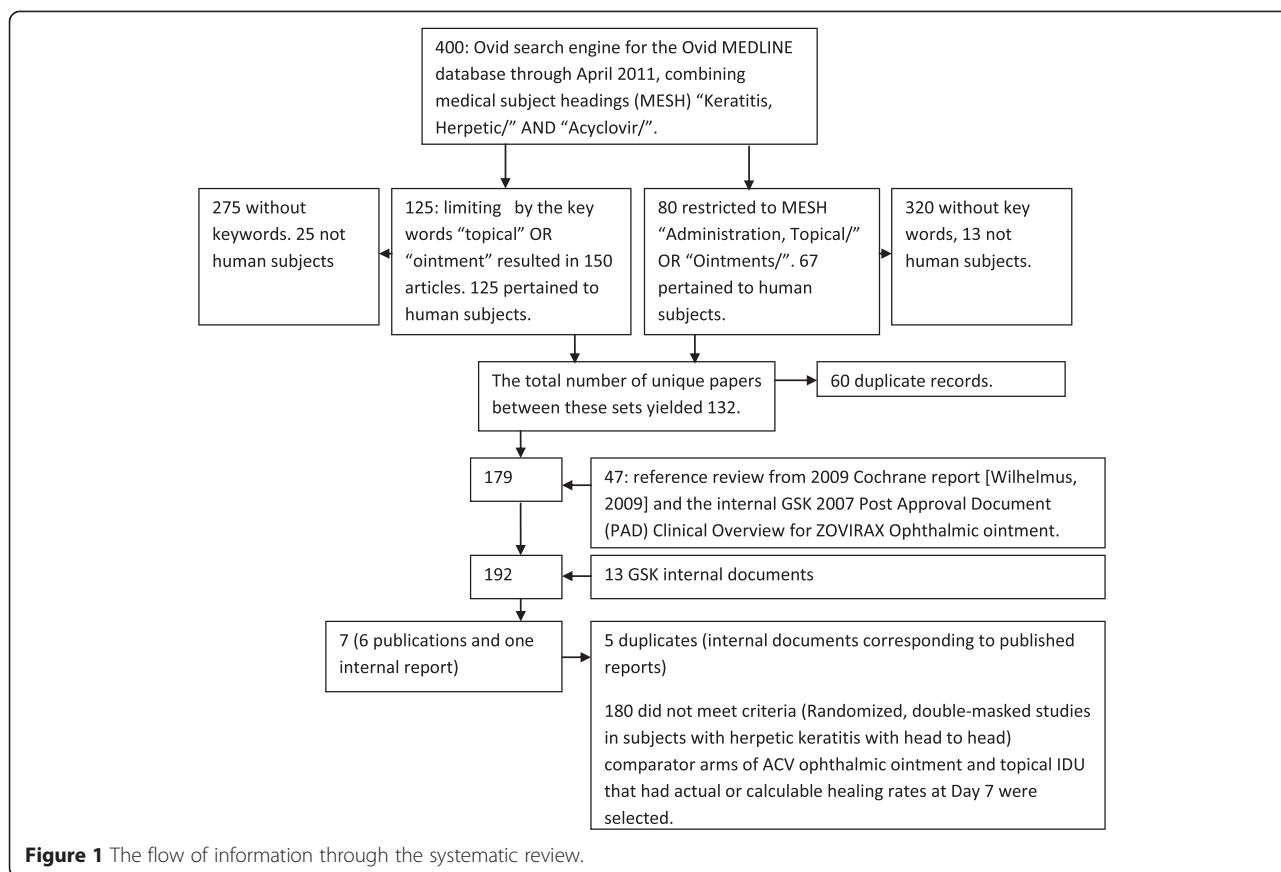 400: Ovid search engine for the Ovid MEDLINE
database through April 2011, combining
medical subject headings (MESH) “Keratitis,
Herpetic/” AND “Acyclovir/”.
275 without
keywords. 25 not
human subjects
125: limiting by the key
words “topical” OR
“ointment” resulted in 150
articles. 125 pertained to
human subjects.
80 restricted to MESH
“Administration, Topical/”
OR “Ointments/”. 67
pertained to human
subjects.
320 without key
words, 13 not
human subjects.
The total number of unique papers
between these sets yielded 132.
60 duplicate records.
179
47: reference review from 2009 Cochrane report [Wilhelmus,
2009] and the internal GSK 2007 Post Approval Document
(PAD) Clinical Overview for ZOVIRAX Ophthalmic ointment.
192
13 GSK internal documents
7 (6 publications and one
internal report)
5 duplicates (internal documents corresponding to published
reports)
180 did not meet criteria (Randomized, double-masked studies
in subjects with herpetic keratitis with head to head)
comparator arms of ACV ophthalmic ointment and topical IDU
that had actual or calculable healing rates at Day 7 were
selected.
Figure 1 The flow of information through the systematic review.